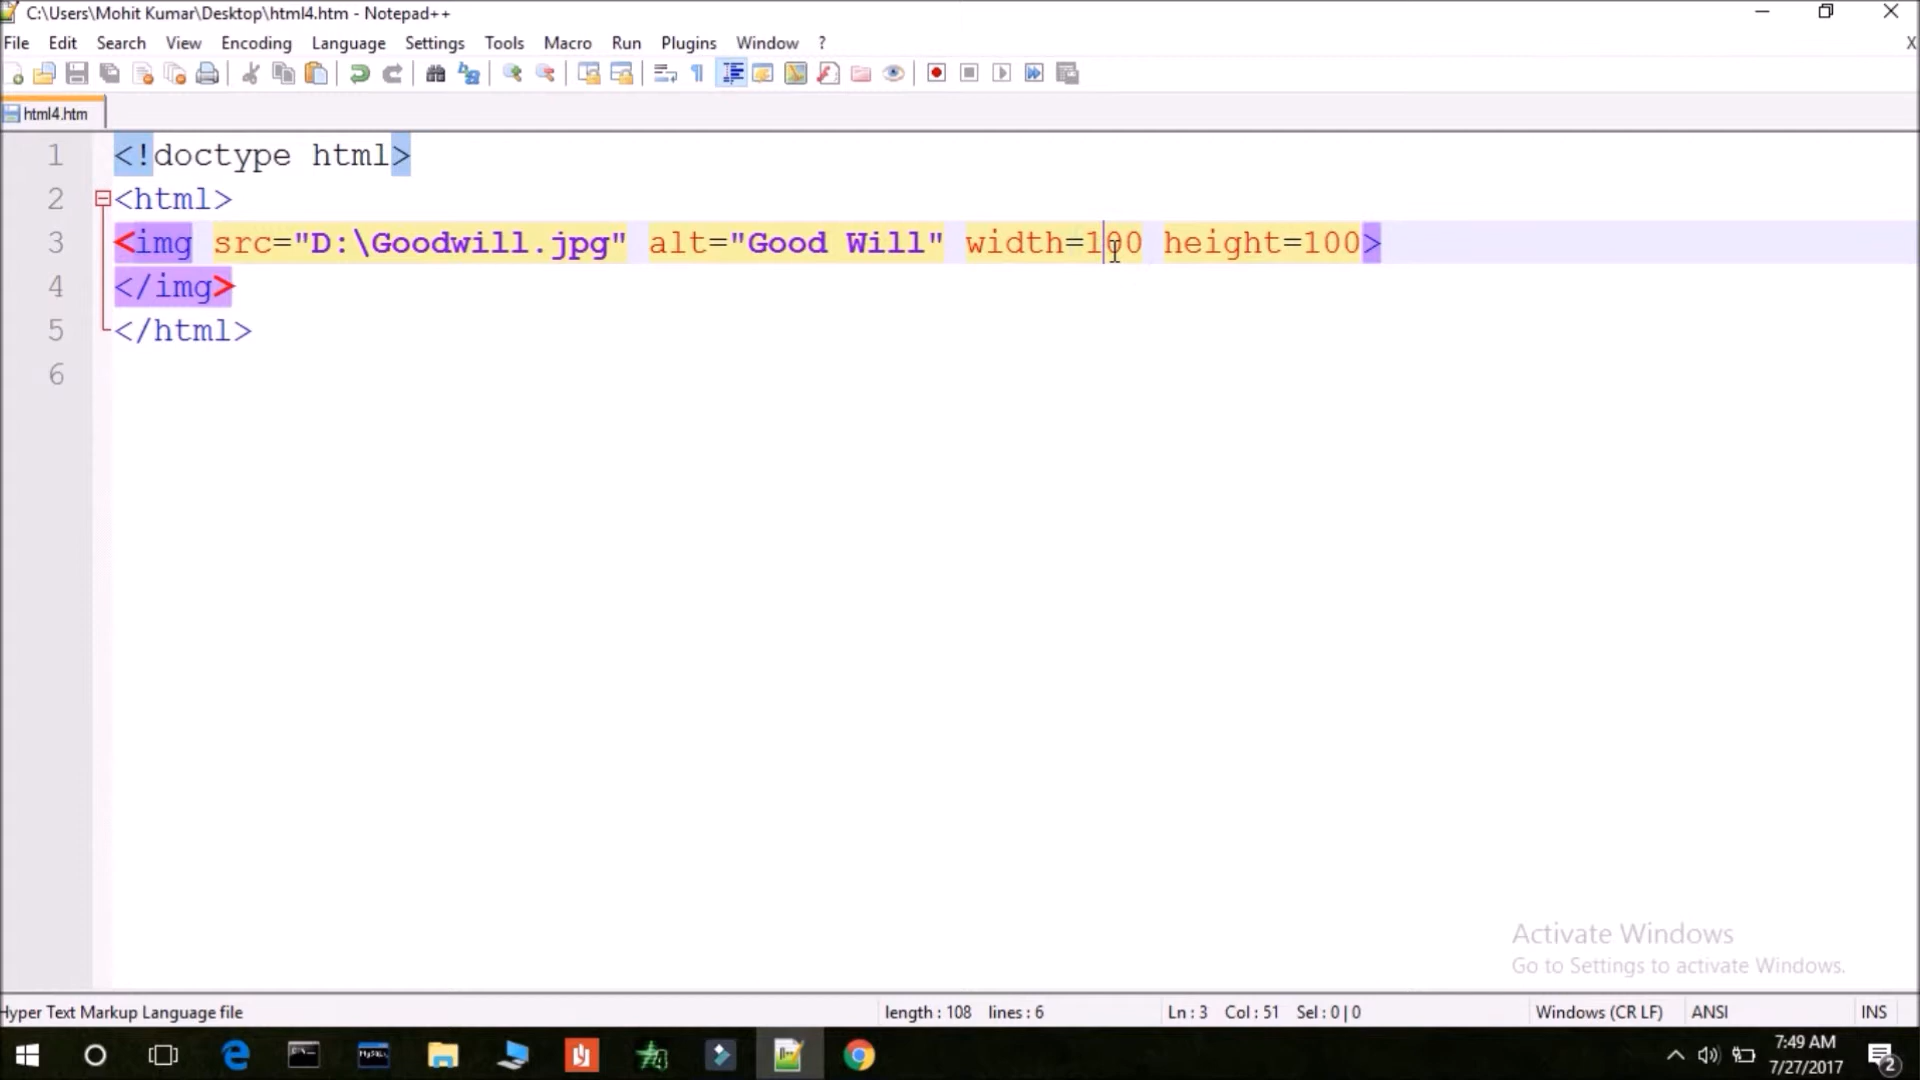 C:\Users\Mohit Kumar\Desktop\html4.htm - Notepad++
File Edit Search View Encoding Language Settings Tools Macro Run Plugins Window ? X
html4.htm
1 <!doctype html>
2 <html>
3 <img src="D:\Goodwill.jpg" alt="Good Will" width=100 height=100>
4 </img>
5 </html>
6
Activate Windows
Go to Settings to activate Windows.
Hyper Text Markup Language file length : 108 lines : 6 Ln : 3 Col : 51 Sel : 0 | 0 Windows (CR LF) ANSI INS
7:49 AM
7/27/2017 2